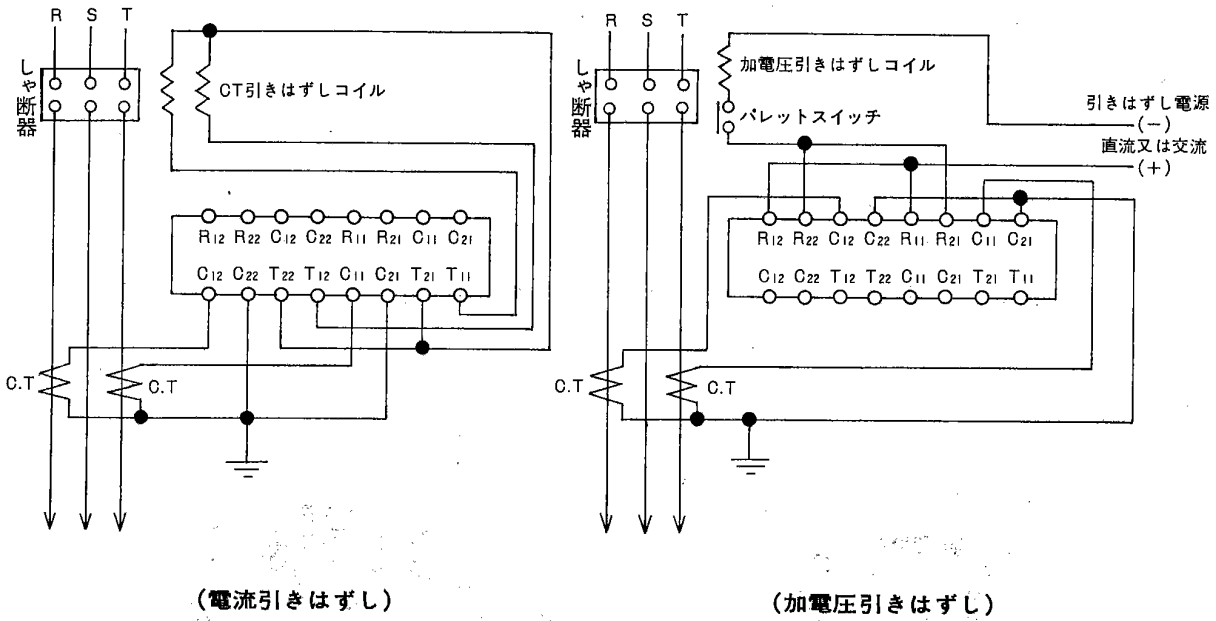 R S T
しゃ断器
CT引きはずしコイル
R12 R22 C12 C22 R11 R21 C11 C21
C12 C22 T22 T12 C11 C21 T21 T11
C.T
C.T
(電流引きはずし)
R S T
しゃ断器
加電圧引きはずしコイル
パレットスイッチ
引きはずし電源
(−)
直流又は交流
(+)
R12 R22 C12 C22 R11 R21 C11 C21
C12 C22 T12 T22 C11 C21 T21 T11
C.T
C.T
(加電圧引きはずし)